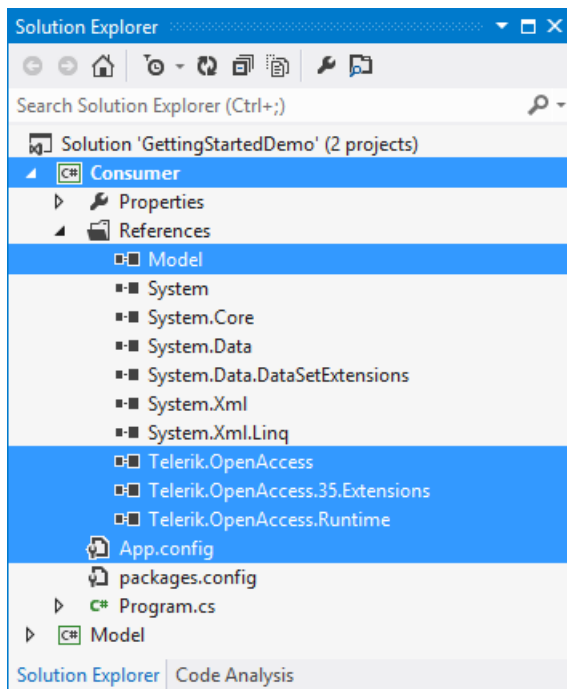 Solution Explorer
Search Solution Explorer (Ctrl+;)
Solution 'GettingStartedDemo' (2 projects)
C# Consumer
Properties
References
Model
System
System.Core
System.Data
System.Data.DataSetExtensions
System.Xml
System.Xml.Linq
Telerik.OpenAccess
Telerik.OpenAccess.35.Extensions
Telerik.OpenAccess.Runtime
App.config
packages.config
C# Program.cs
C# Model
Solution Explorer Code Analysis